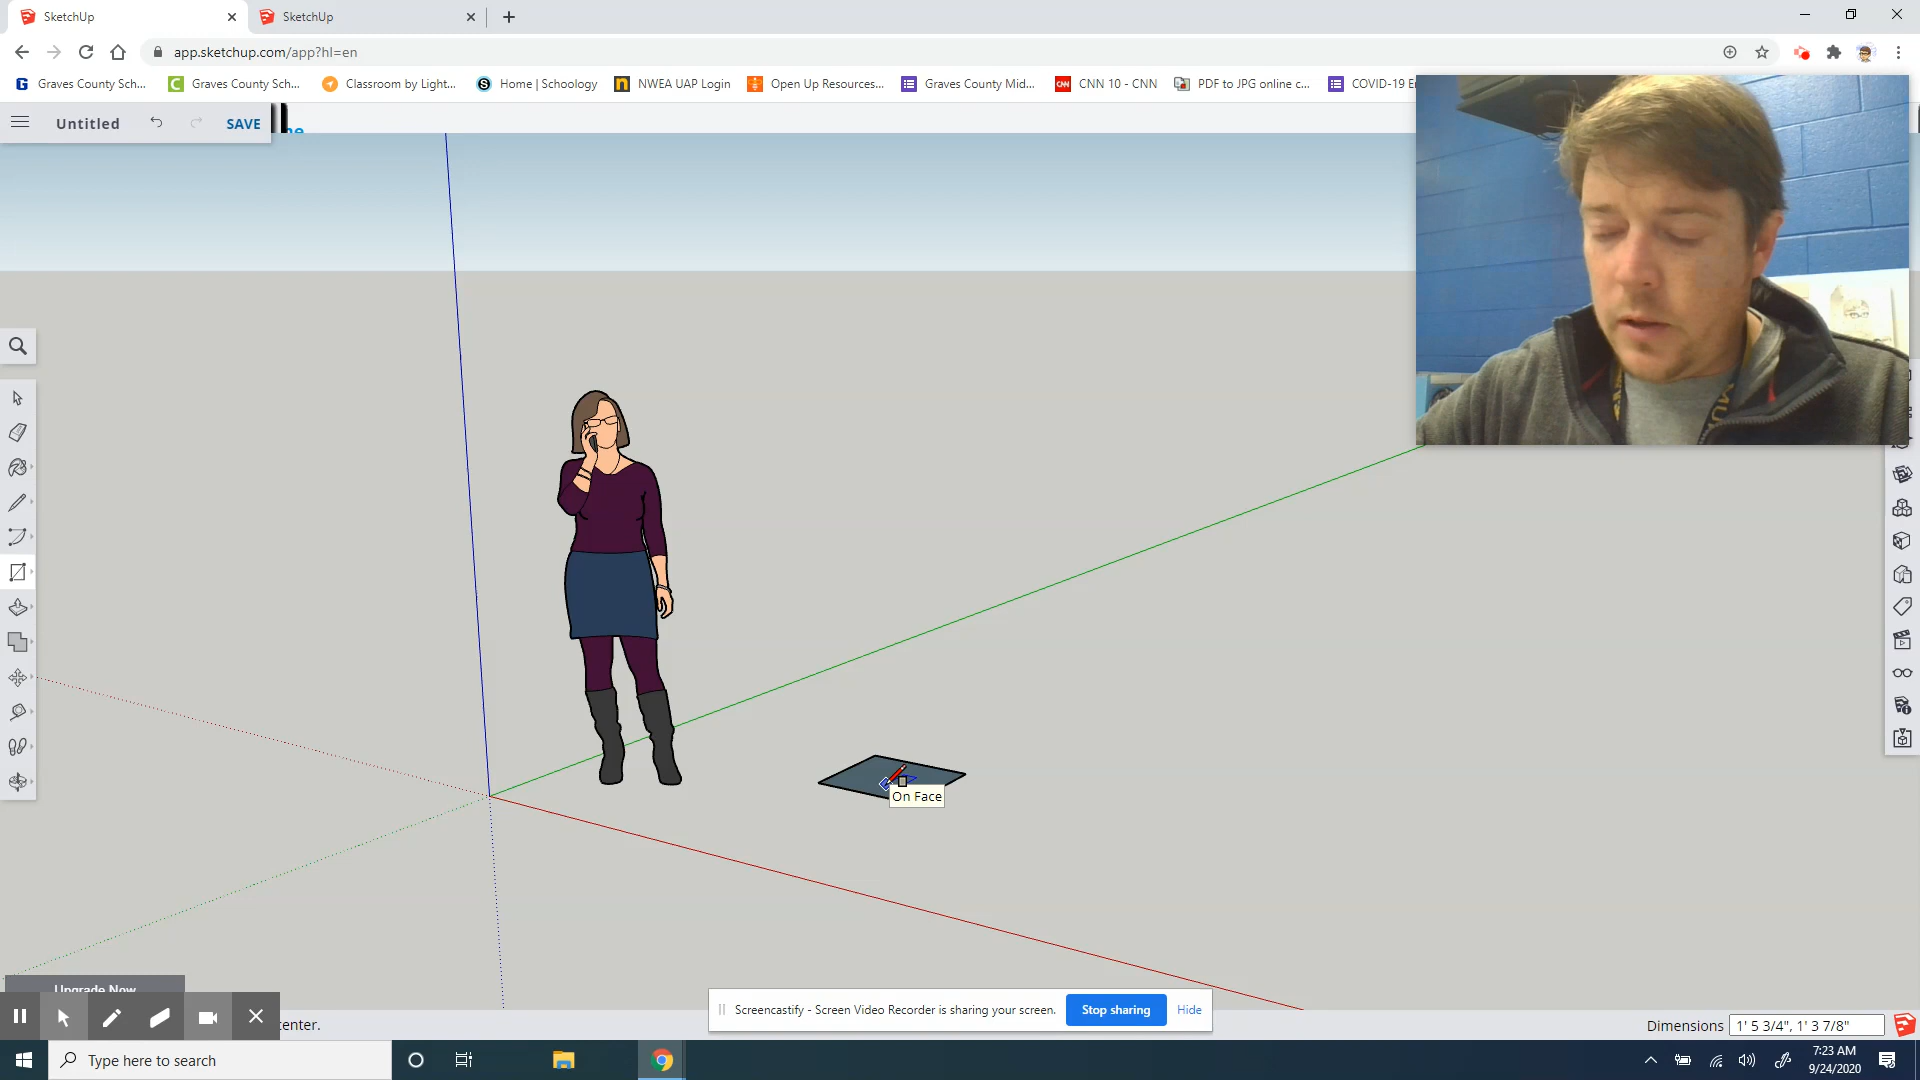 SketchUp
SketchUp
app.sketchup.com/app?hl=en
Graves County Sch...
Graves County Sch...
Classroom by Light...
Home | Schoology
NWEA UAP Login
Open Up Resources...
Graves County Mid...
CNN 10 - CNN
PDF to JPG online c...
COVID-19 E
Untitled
SAVE
On Face
Upgrade Now
Screencastify - Screen Video Recorder is sharing your screen.
Stop sharing
Hide
enter.
Dimensions
1' 5 3/4", 1' 3 7/8"
Type here to search
7:23 AM
9/24/2020